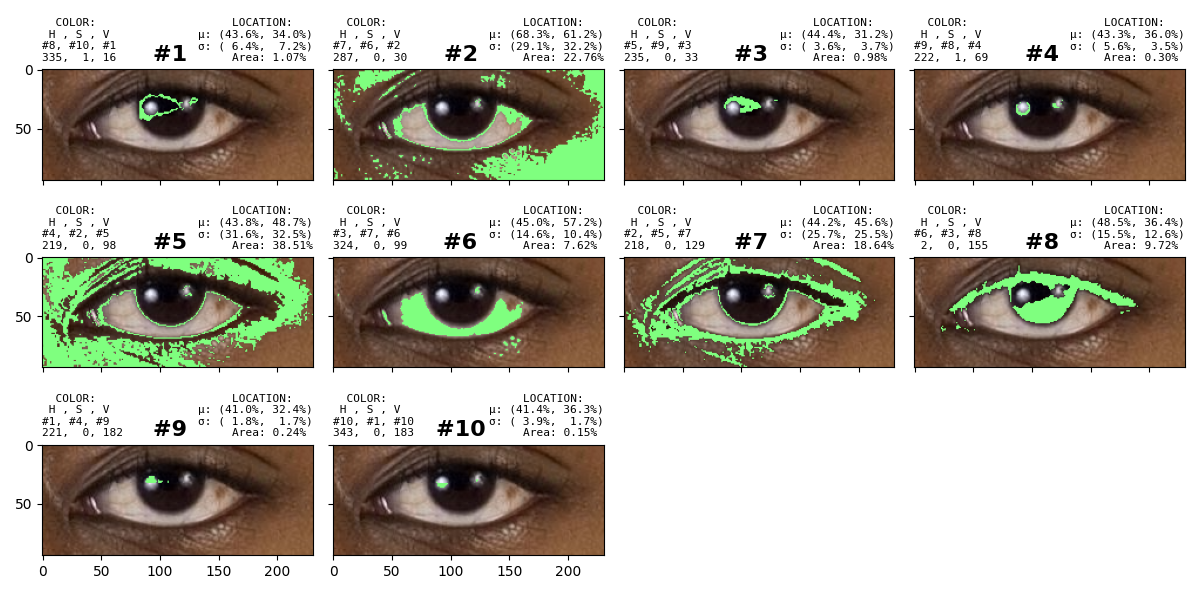 COLOR: LOCATION:
H , S , V μ: (43.6%, 34.0%)
#8, #10, #1 #1 σ: ( 6.4%, 7.2%)
335, 1, 16 Area: 1.07%
COLOR: LOCATION:
H , S , V μ: (68.3%, 61.2%)
#7, #6, #2 #2 σ: (29.1%, 32.2%)
287, 0, 30 Area: 22.76%
COLOR: LOCATION:
H , S , V μ: (44.4%, 31.2%)
#5, #9, #3 #3 σ: ( 3.6%, 3.7%)
235, 0, 33 Area: 0.98%
COLOR: LOCATION:
H , S , V μ: (43.3%, 36.0%)
#9, #8, #4 #4 σ: ( 5.6%, 3.5%)
222, 1, 69 Area: 0.30%
0
50
COLOR: LOCATION:
H , S , V μ: (43.8%, 48.7%)
#4, #2, #5 #5 σ: (31.6%, 32.5%)
219, 0, 98 Area: 38.51%
COLOR: LOCATION:
H , S , V μ: (45.0%, 57.2%)
#3, #7, #6 #6 σ: (14.6%, 10.4%)
324, 0, 99 Area: 7.62%
COLOR: LOCATION:
H , S , V μ: (44.2%, 45.6%)
#2, #5, #7 #7 σ: (25.7%, 25.5%)
218, 0, 129 Area: 18.64%
COLOR: LOCATION:
H , S , V μ: (48.5%, 36.4%)
#6, #3, #8 #8 σ: (15.5%, 12.6%)
2, 0, 155 Area: 9.72%
0
50
COLOR: LOCATION:
H , S , V μ: (41.0%, 32.4%)
#1, #4, #9 #9 σ: ( 1.8%, 1.7%)
221, 0, 182 Area: 0.24%
COLOR: LOCATION:
H , S , V μ: (41.4%, 36.3%)
#10, #1, #10 #10 σ: ( 3.9%, 1.7%)
343, 0, 183 Area: 0.15%
0
50
0 50 100 150 200
0 50 100 150 200